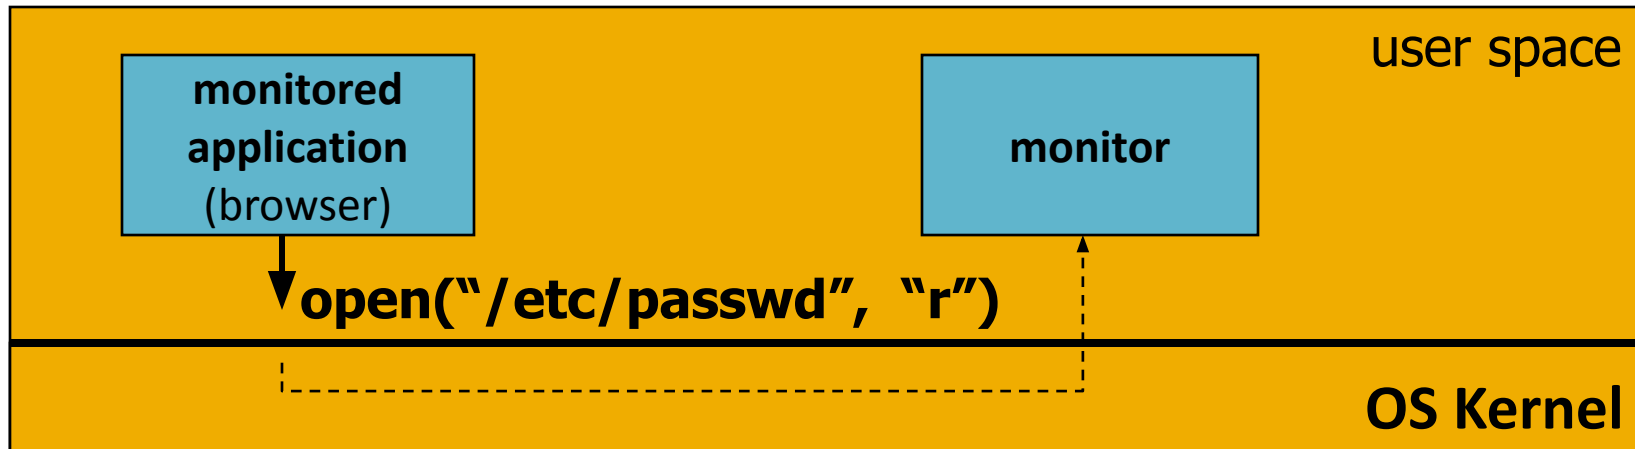 user space
monitored
application
(browser)
monitor
open(“/etc/passwd”, “r”)
OS Kernel